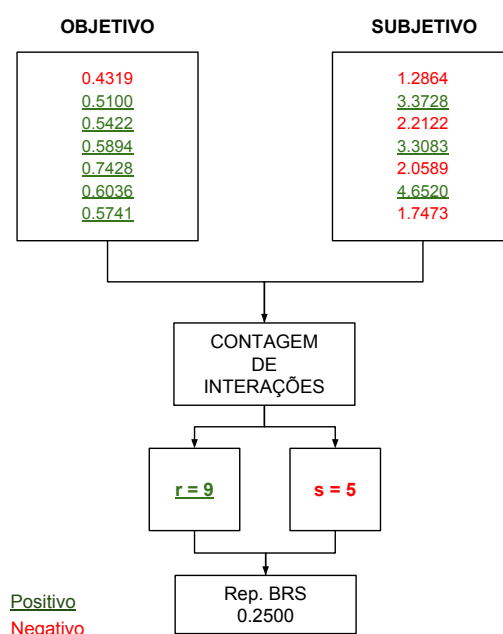 OBJETIVO
SUBJETIVO
0.4319
0.5100
0.5422
0.5894
0.7428
0.6036
0.5741
1.2864
3.3728
2.2122
3.3083
2.0589
4.6520
1.7473
CONTAGEM
DE
INTERAÇÕES
r = 9
s = 5
Rep. BRS
0.2500
Positivo
Negativo